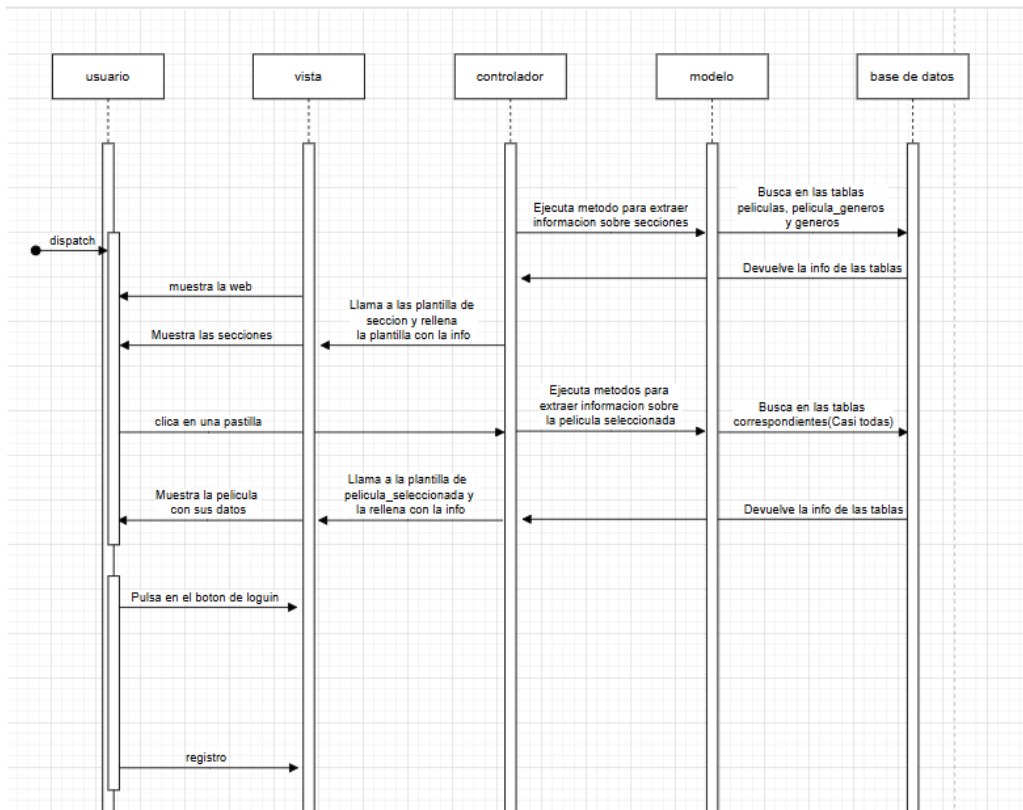 usuario
vista
controlador
modelo
base de datos
Busca en las tablas
peliculas, pelicula_generos
y generos
Ejecuta metodo para extraer
informacion sobre secciones
dispatch
Devuelve la info de las tablas
muestra la web
Llama a las plantilla de
seccion y rellena
la plantilla con la info
Muestra las secciones
Ejecuta metodos para
extraer informacion sobre
la pelicula seleccionada
Busca en las tablas
correspondientes(Casi todas)
clica en una pastilla
Llama a la plantilla de
pelicula_seleccionada y
la rellena con la info
Muestra la pelicula
con sus datos
Devuelve la info de las tablas
Pulsa en el boton de loguin
registro